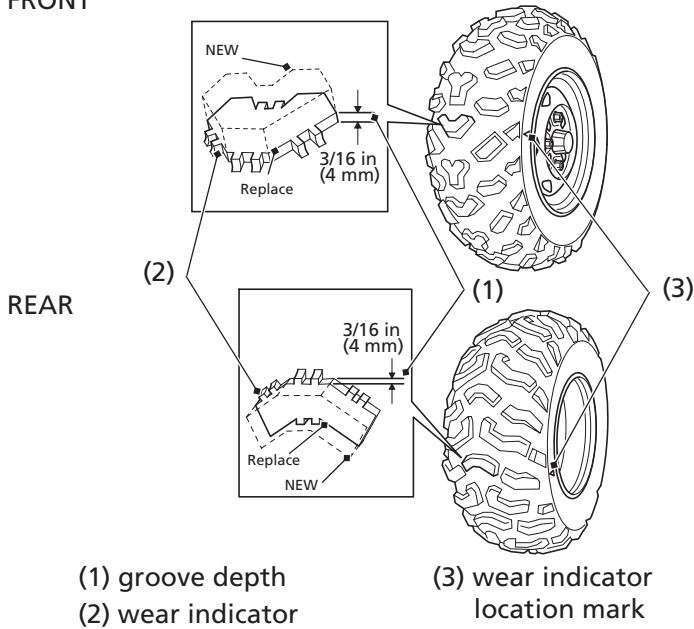 FRONT
NEW
3/16 in
(4 mm)
Replace
(2)
(1)
(3)
REAR
3/16 in
(4 mm)
Replace
NEW
(1) groove depth
(2) wear indicator
(3) wear indicator
location mark